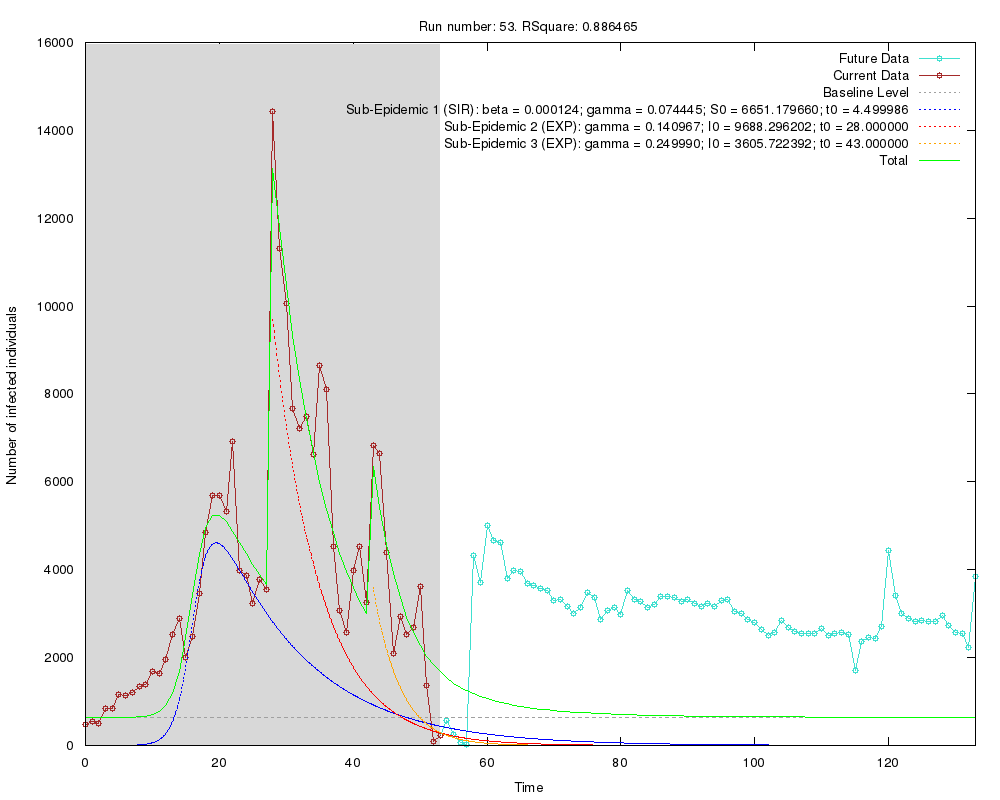 Run number: 53. RSquare: 0.886465
Future Data
Current Data
Baseline Level
Sub-Epidemic 1 (SIR): beta = 0.000124; gamma = 0.074445; S0 = 6651.179660; t0 = 4.499986
Sub-Epidemic 2 (EXP): gamma = 0.140967; I0 = 9688.296202; t0 = 28.000000
Sub-Epidemic 3 (EXP): gamma = 0.249990; I0 = 3605.722392; t0 = 43.000000
Total
Number of infected individuals
16000
14000
12000
10000
8000
6000
4000
2000
0
0 20 40 60 80 100 120
Time